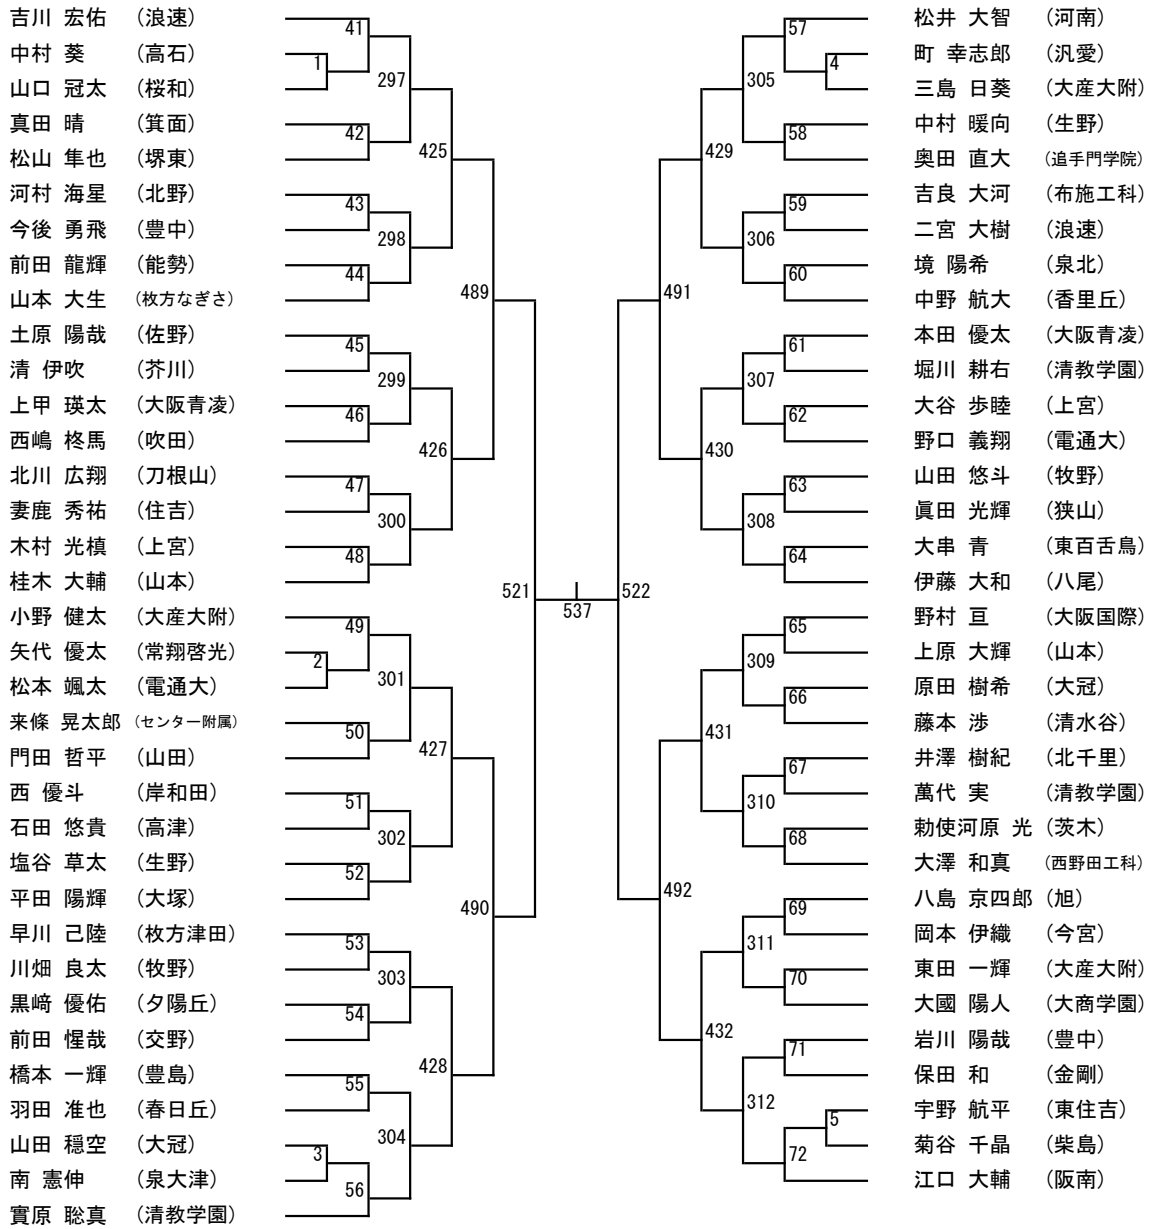 吉川 宏佑 (浪速)
中村 葵 (高石)
山口 冠太 (桜和)
真田 晴 (箕面)
松山 隼也 (堺東)
河村 海星 (北野)
今後 勇飛 (豊中)
前田 龍輝 (能勢)
山本 大生 (枚方なぎさ)
土原 陽哉 (佐野)
清 伊吹 (芥川)
上甲 瑛太 (大阪青凌)
西嶋 柊馬 (吹田)
北川 広翔 (刀根山)
妻鹿 秀祐 (住吉)
木村 光槙 (上宮)
桂木 大輔 (山本)
小野 健太 (大産大附)
矢代 優太 (常翔啓光)
松本 颯太 (電通大)
来條 晃太郎 (センター附属)
門田 哲平 (山田)
西 優斗 (岸和田)
石田 悠貴 (高津)
塩谷 草太 (生野)
平田 陽輝 (大塚)
早川 己陸 (枚方津田)
川畑 良太 (牧野)
黒﨑 優佑 (夕陽丘)
前田 惺哉 (交野)
橋本 一輝 (豊島)
羽田 准也 (春日丘)
山田 穏空 (大冠)
南 憲伸 (泉大津)
實原 聡真 (清教学園)
41
1
297
42
425
43
298
44
489
45
299
46
426
47
300
48
521
49
2
301
50
427
51
302
52
490
53
303
54
428
55
304
3
56
537
57
4
305
58
429
59
306
60
491
61
307
62
430
63
308
64
522
65
309
66
431
67
310
68
492
69
311
70
432
71
312
5
72
松井 大智 (河南)
町 幸志郎 (汎愛)
三島 日葵 (大産大附)
中村 暖向 (生野)
奥田 直大 (追手門学院)
吉良 大河 (布施工科)
二宮 大樹 (浪速)
境 陽希 (泉北)
中野 航大 (香里丘)
本田 優太 (大阪青凌)
堀川 耕右 (清教学園)
大谷 歩睦 (上宮)
野口 義翔 (電通大)
山田 悠斗 (牧野)
眞田 光輝 (狭山)
大串 青 (東百舌鳥)
伊藤 大和 (八尾)
野村 亘 (大阪国際)
上原 大輝 (山本)
原田 樹希 (大冠)
藤本 渉 (清水谷)
井澤 樹紀 (北千里)
萬代 実 (清教学園)
勅使河原 光 (茨木)
大澤 和真 (西野田工科)
八島 京四郎 (旭)
岡本 伊織 (今宮)
東田 一輝 (大産大附)
大國 陽人 (大商学園)
岩川 陽哉 (豊中)
保田 和 (金剛)
宇野 航平 (東住吉)
菊谷 千晶 (柴島)
江口 大輔 (阪南)